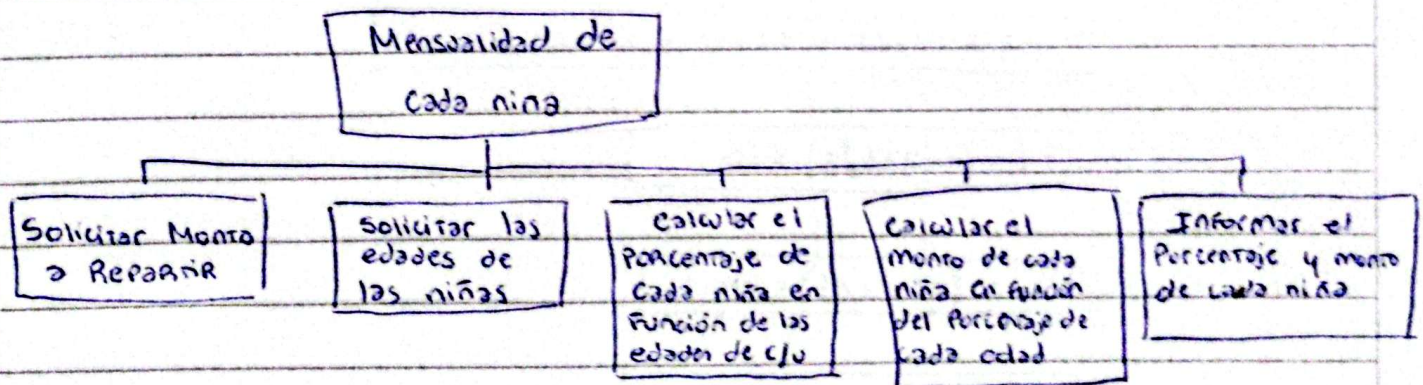 Mensualidad de
cada niña
Solicitar Monto
a Repartir
Solicitar las
edades de
las niñas
Calcular el
Porcentaje de
cada niña en
Función de las
edades de c/u
Calcular el
monto de cada
niña en función
del Porcentaje de
cada edad
Informar el
Porcentaje y monto
de cada niña